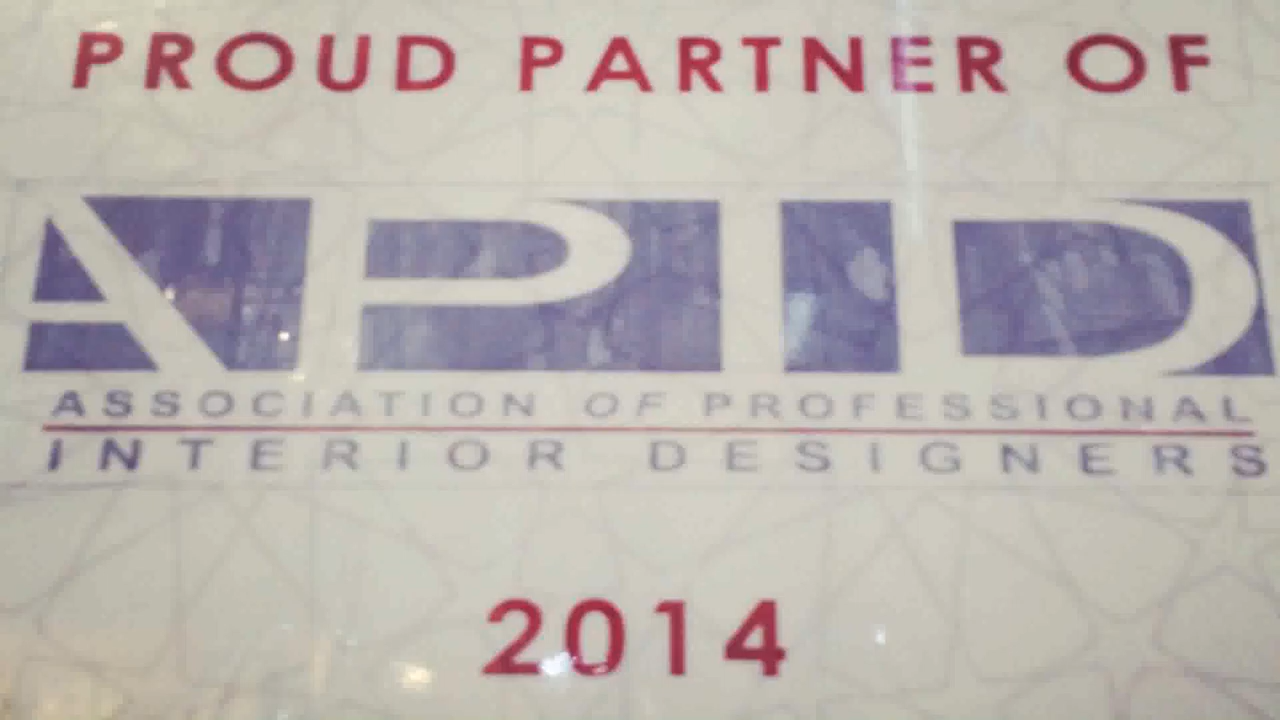 PROUD PARTNER OF
APID
ASSOCIATION OF PROFESSIONAL
INTERIOR DESIGNERS
2014